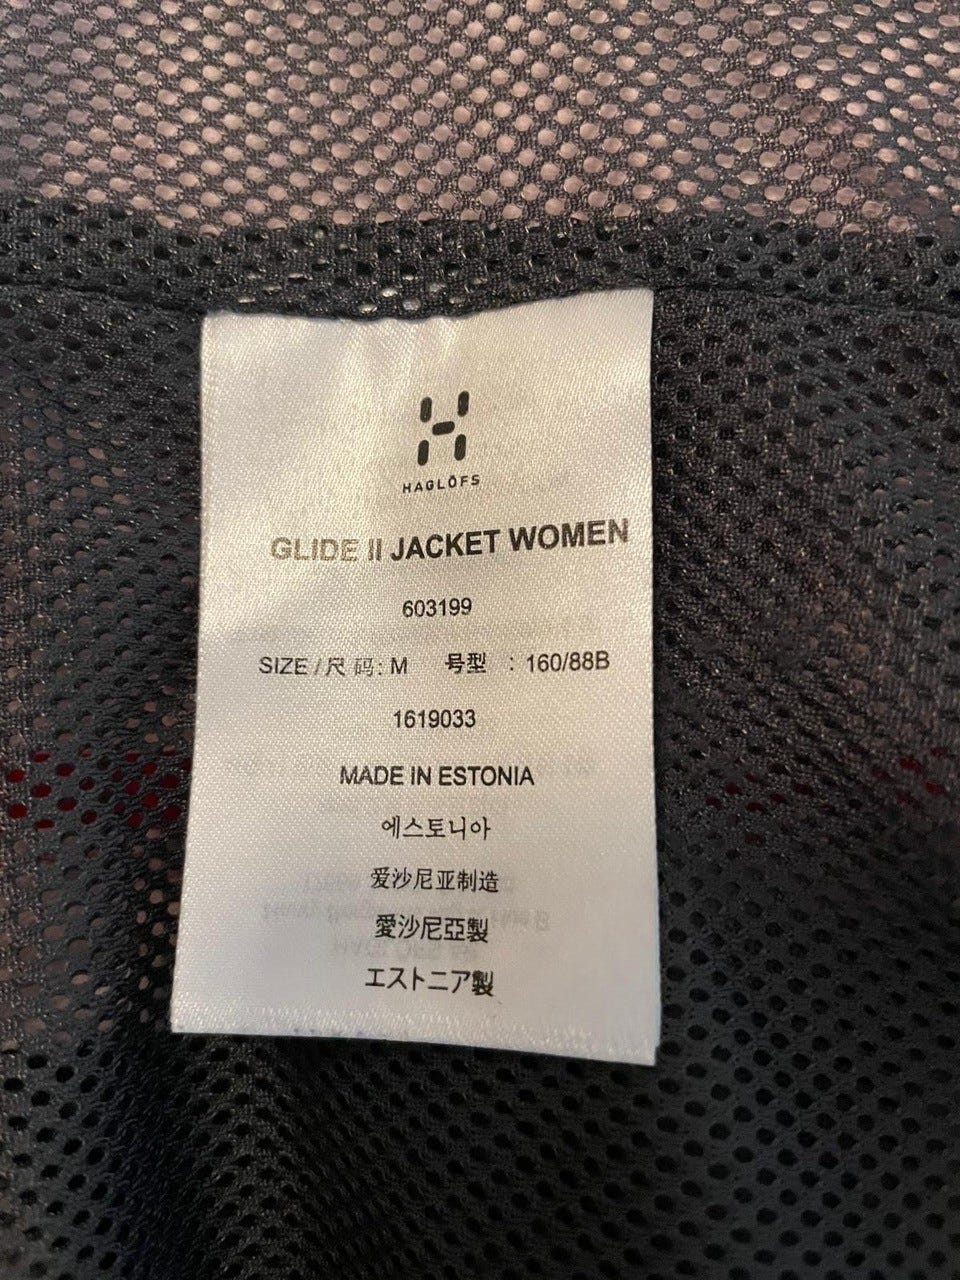 HAGLÖFS
GLIDE II JACKET WOMEN
603199
SIZE / 尺 码: M 号型 : 160/88B
1619033
MADE IN ESTONIA
에스토니아
爱沙尼亚制造
愛沙尼亞製
エストニア製